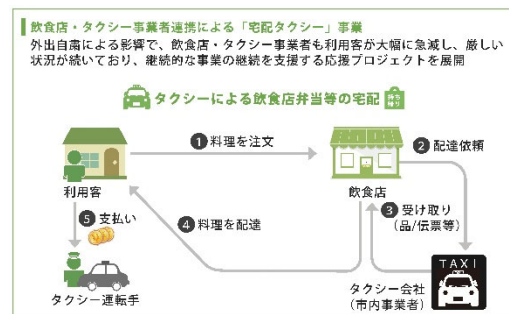 飲食店・タクシー事業者連携による「宅配タクシー」事業
外出自粛による影響で、飲食店・タクシー事業者も利用客が大幅に急減し、厳しい
状況が続いており、継続的な事業の継続を支援する応援プロジェクトを展開
タクシーによる飲食店弁当等の宅配
持ち
帰り
1 料理を注文
2 配達依頼
利用客
飲食店
3 受け取り
(品/伝票等)
5 支払い
4 料理を配達
TAXI
タクシー運転手
タクシー会社
(市内事業者)